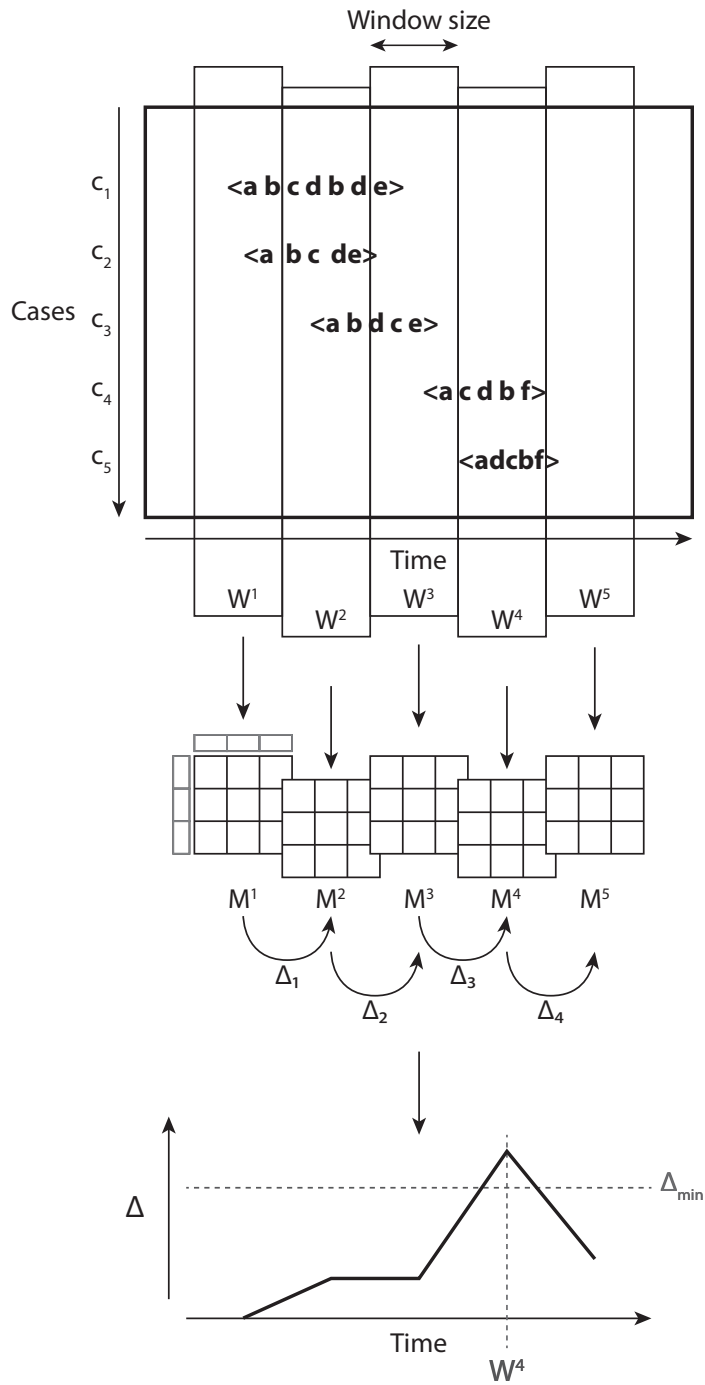 Window size
c₁ <a b c d b d e>
c₂ <a b c de>
Cases
c₃ <a b d c e>
c₄ <a c d b f>
c₅ <adcbf>
Time
W¹ W² W³ W⁴ W⁵
M¹ M² M³ M⁴ M⁵
Δ₁ Δ₂ Δ₃ Δ₄
Δ
Δmin
Time
W⁴